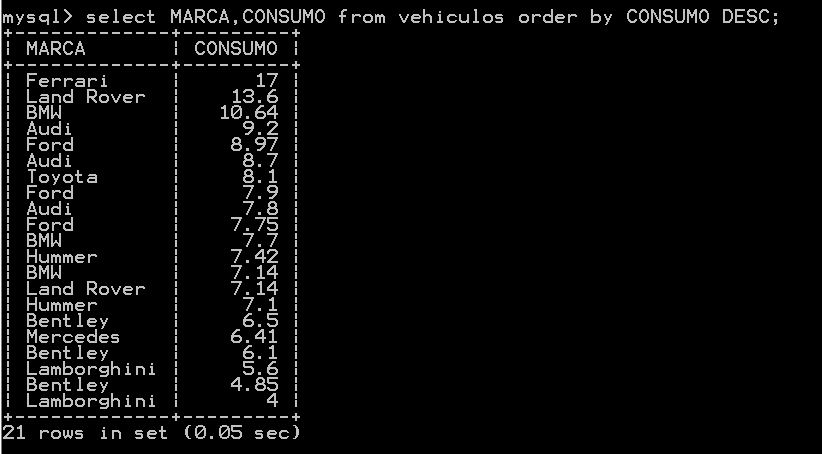 mysql> select MARCA,CONSUMO from vehiculos order by CONSUMO DESC;
+------------+---------+
| MARCA | CONSUMO |
+------------+---------+
| Ferrari | 17 |
| Land Rover | 13.6 |
| BMW | 10.64 |
| Audi | 9.2 |
| Ford | 8.97 |
| Audi | 8.7 |
| Toyota | 8.1 |
| Ford | 7.9 |
| Audi | 7.8 |
| Ford | 7.75 |
| BMW | 7.7 |
| Hummer | 7.42 |
| BMW | 7.14 |
| Land Rover | 7.14 |
| Hummer | 7.1 |
| Bentley | 6.5 |
| Mercedes | 6.41 |
| Bentley | 6.1 |
| Lamborghini | 5.6 |
| Bentley | 4.85 |
| Lamborghini | 4 |
+------------+---------+
21 rows in set (0.05 sec)